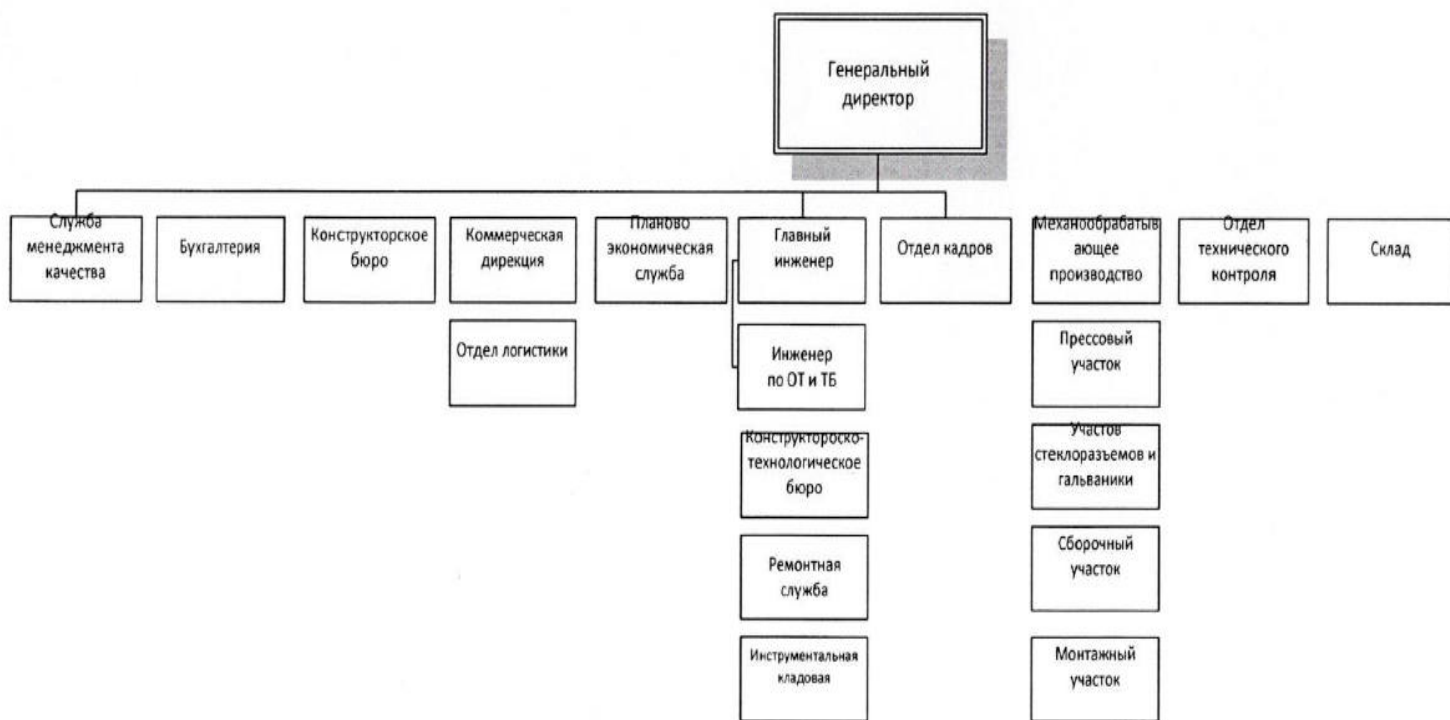 Генеральный
директор
Служба
менеджмента
качества
Бухгалтерия
Конструкторское
бюро
Коммерческая
дирекция
Планово
экономическая
служба
Главный
инженер
Отдел кадров
Механообрабатыв
ающее
производство
Отдел
технического
контроля
Склад
Отдел логистики
Инженер
по ОТ и ТБ
Прессовый
участок
Конструктороско-
технологическое
бюро
Участов
стеклоразъемов и
гальваники
Ремонтная
служба
Сборочный
участок
Инструментальная
кладовая
Монтажный
участок